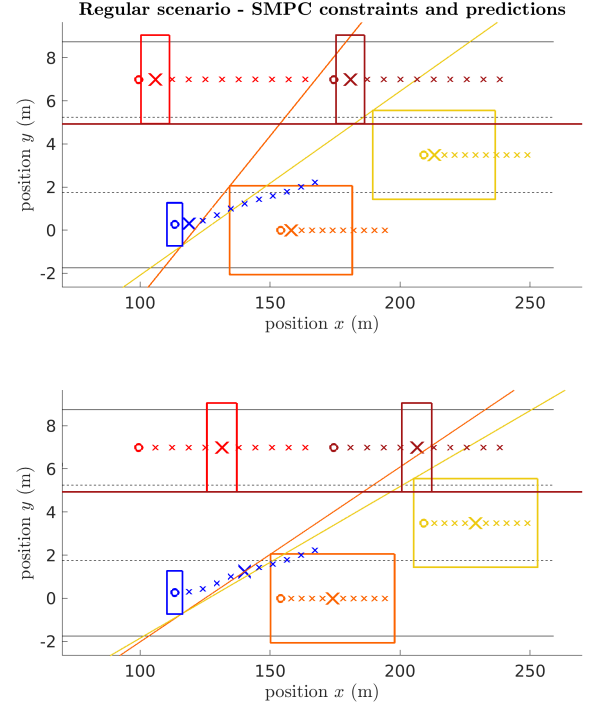 Regular scenario - SMPC constraints and predictions
8
6
4
2
0
-2
position y (m)
100 150 200 250
position x (m)
8
6
4
2
0
-2
position y (m)
100 150 200 250
position x (m)